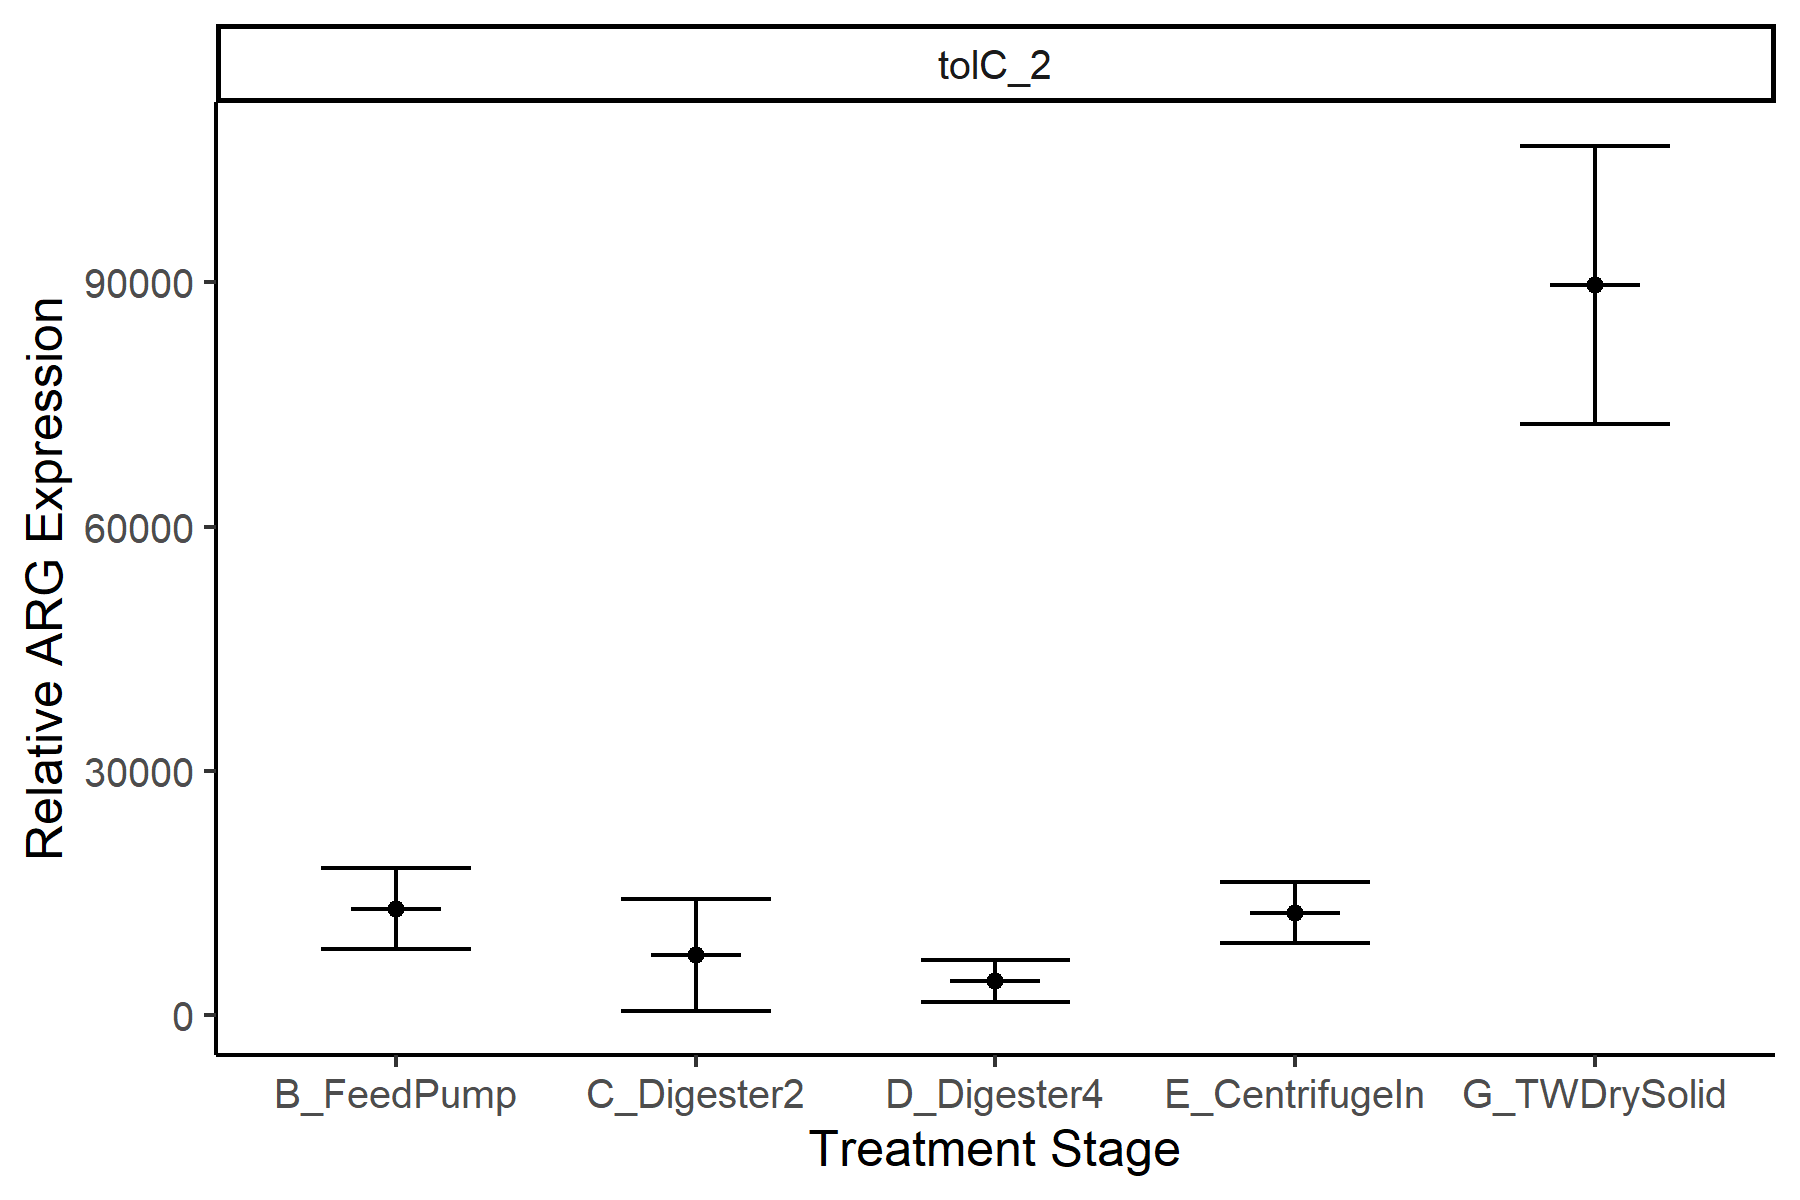 tolC_2
Relative ARG Expression
90000
60000
30000
0
B_FeedPump C_Digester2 D_Digester4 E_CentrifugeIn G_TWDrySolid
Treatment Stage